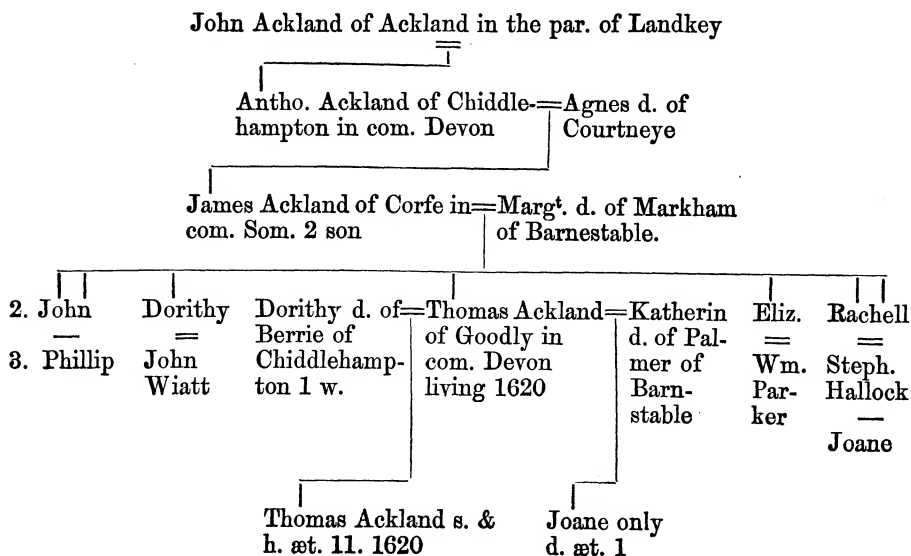 John Ackland of Ackland in the par. of Landkey
Antho. Ackland of Chiddle-=Agnes d. of
hampton in com. Devon Courtneye
James Ackland of Corfe in=Margt. d. of Markham
com. Som. 2 son of Barnestable.
2. John
—
3. Phillip
Dorithy
=
John
Wiatt
Dorithy d. of=
Berrie of
Chiddlehamp-
ton 1 w.
Thomas Ackland=
of Goodly in
com. Devon
living 1620
Katherin
d. of Pal-
mer of
Barn-
stable
Eliz.
=
Wm.
Par-
ker
Rachell
=
Steph.
Hallock
—
Joane
Thomas Ackland s. &
h. æt. 11. 1620
Joane only
d. æt. 1